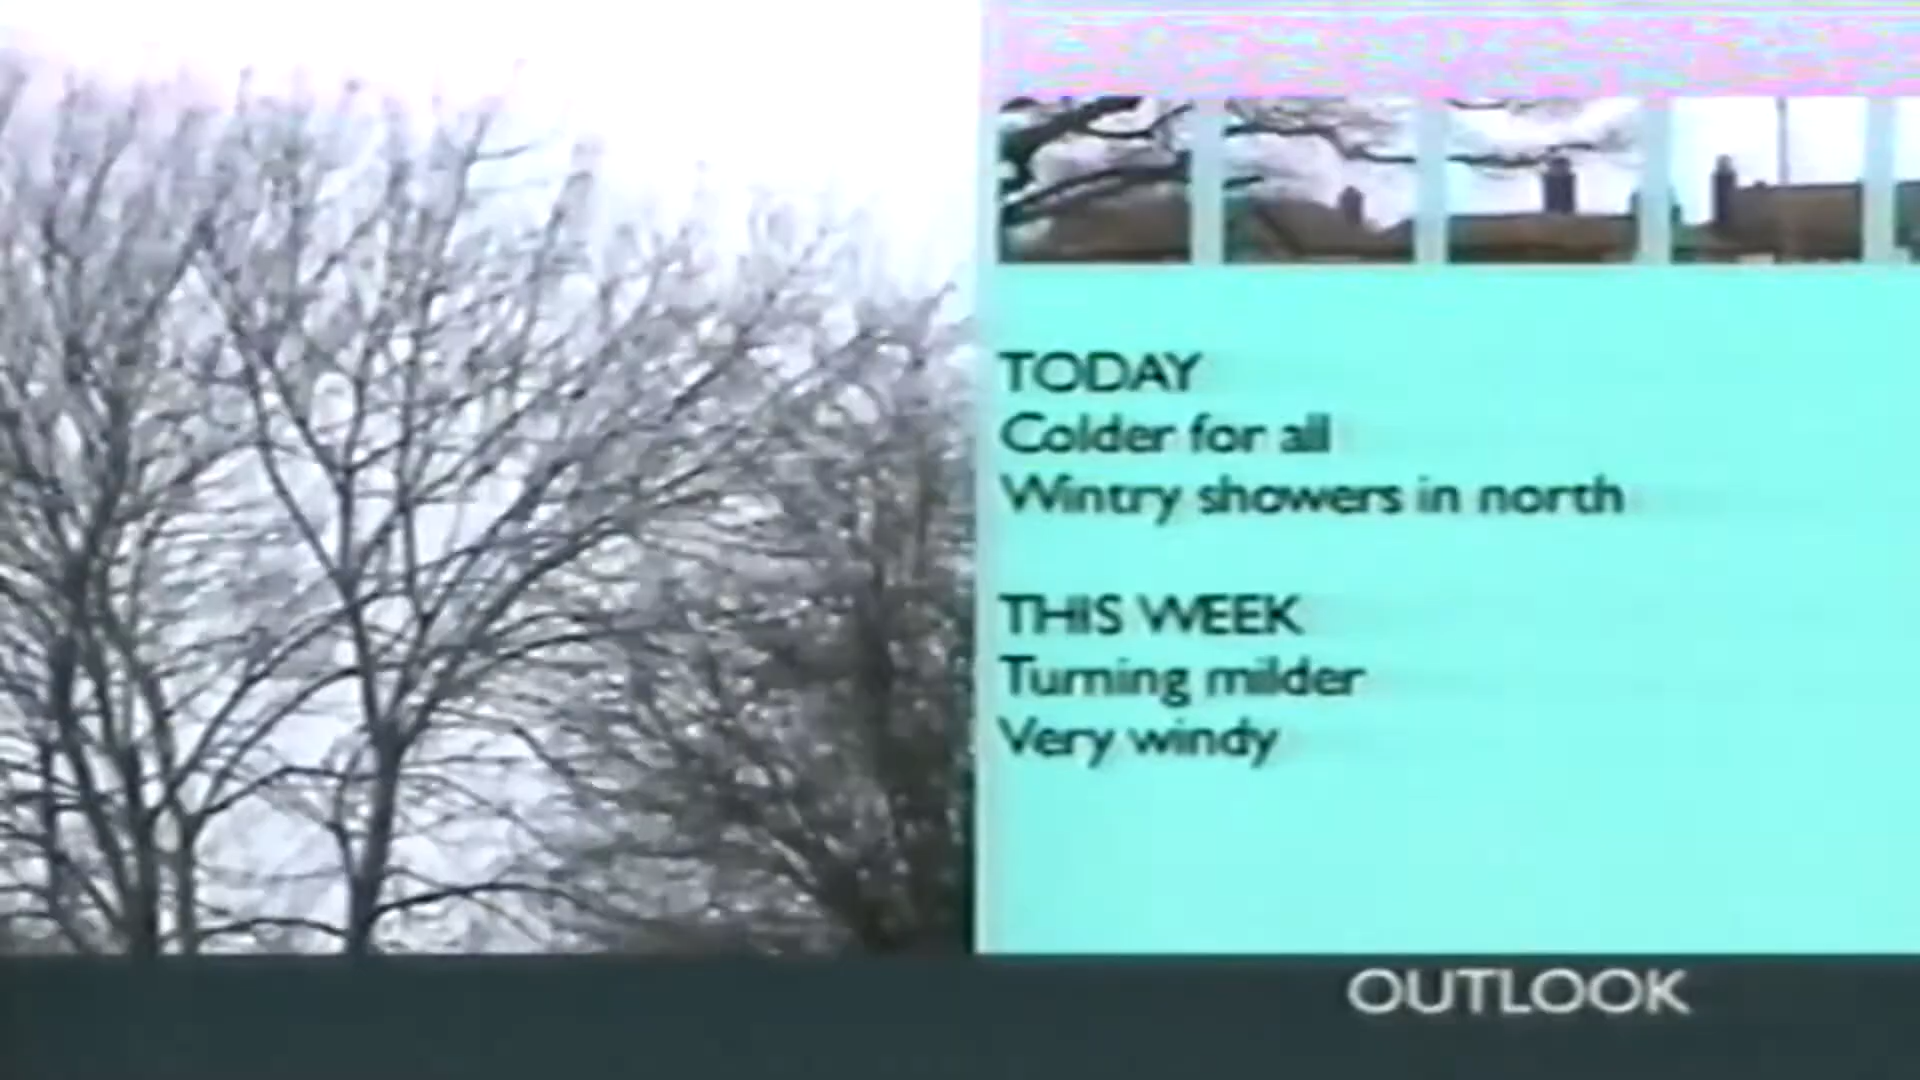 TODAY
Colder for all
Wintry showers in north
THIS WEEK
Turning milder
Very windy
OUTLOOK